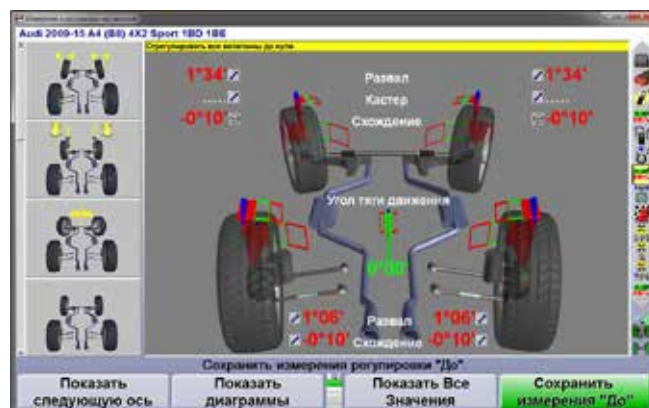 Audi 2009-15 A4 (B8) 4X2 Sport 1BD 1BE
Отрегулировать все величины до нуля.
1°34' Развал 1°34'
..... Кастер .....
-0°10' Схождение -0°10'
Угол тяги движения
0°00'
1°06' Развал 1°06'
-0°10' Схождение -0°10'
Сохранить измерения регулировки "До"
Показать следующую ось
Показать диаграммы
Показать Все Значения
Сохранить измерения "До"